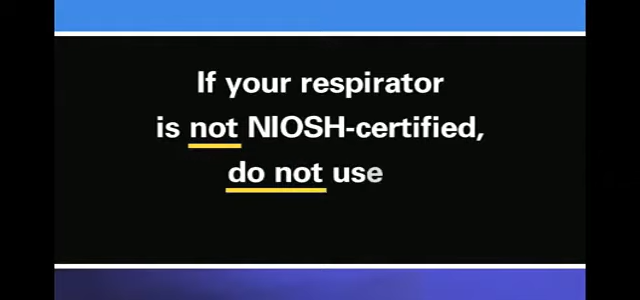 If your respirator
is not NIOSH-certified,
do not use